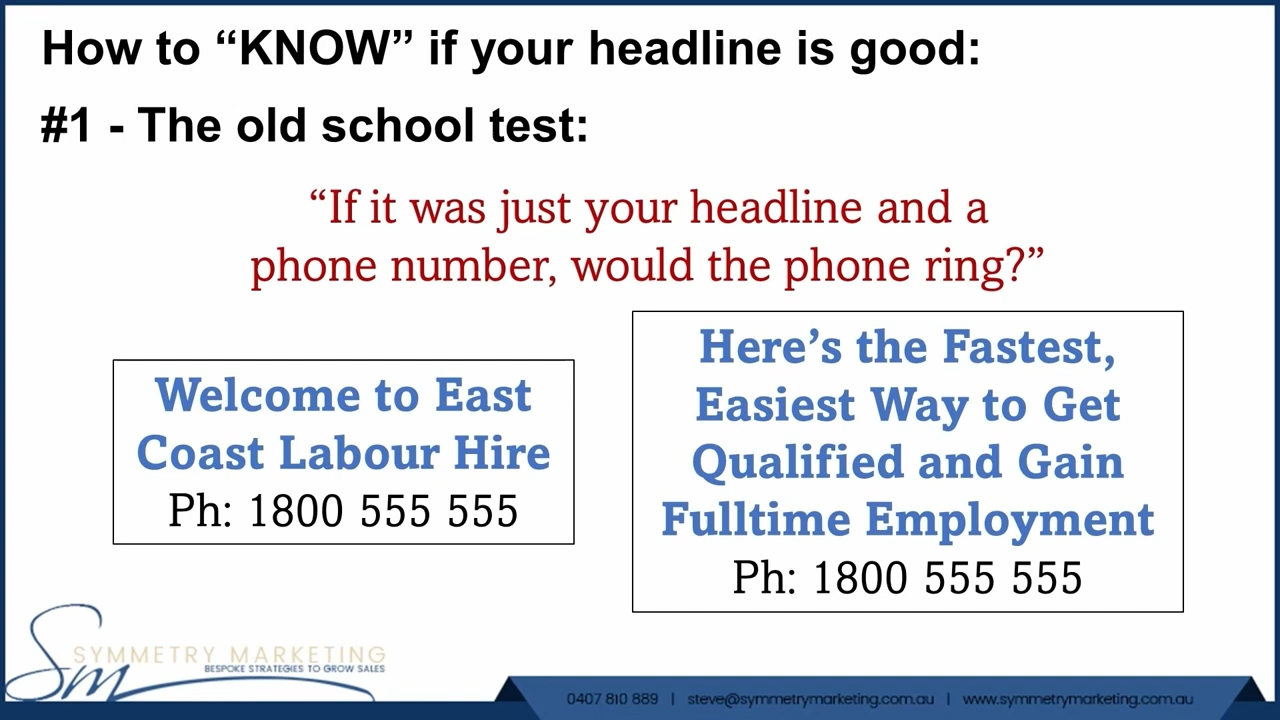 How to “KNOW” if your headline is good:
#1 - The old school test:
“If it was just your headline and a
phone number, would the phone ring?”
Welcome to East
Coast Labour Hire
Ph: 1800 555 555
Here’s the Fastest,
Easiest Way to Get
Qualified and Gain
Fulltime Employment
Ph: 1800 555 555
Sm
SYMMETRY MARKETING
BESPOKE STRATEGIES TO GROW SALES
0407 810 889 | steve@symmetrymarketing.com.au | www.symmetrymarketing.com.au